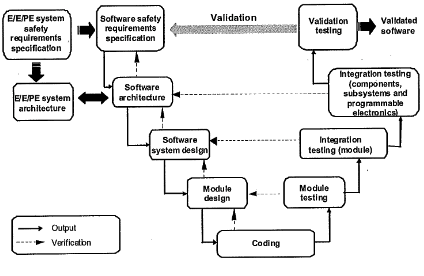 E/E/PE system
safety
requirements
specification
Software safety
requirements
specification
Validation
Validation
testing
Validated
software
E/E/PE system
architecture
Software
architecture
Integration testing
(components,
subsystems and
programmable
electronics)
Software
system design
Integration
testing (module)
Module
design
Module
testing
Coding
Output
Verification